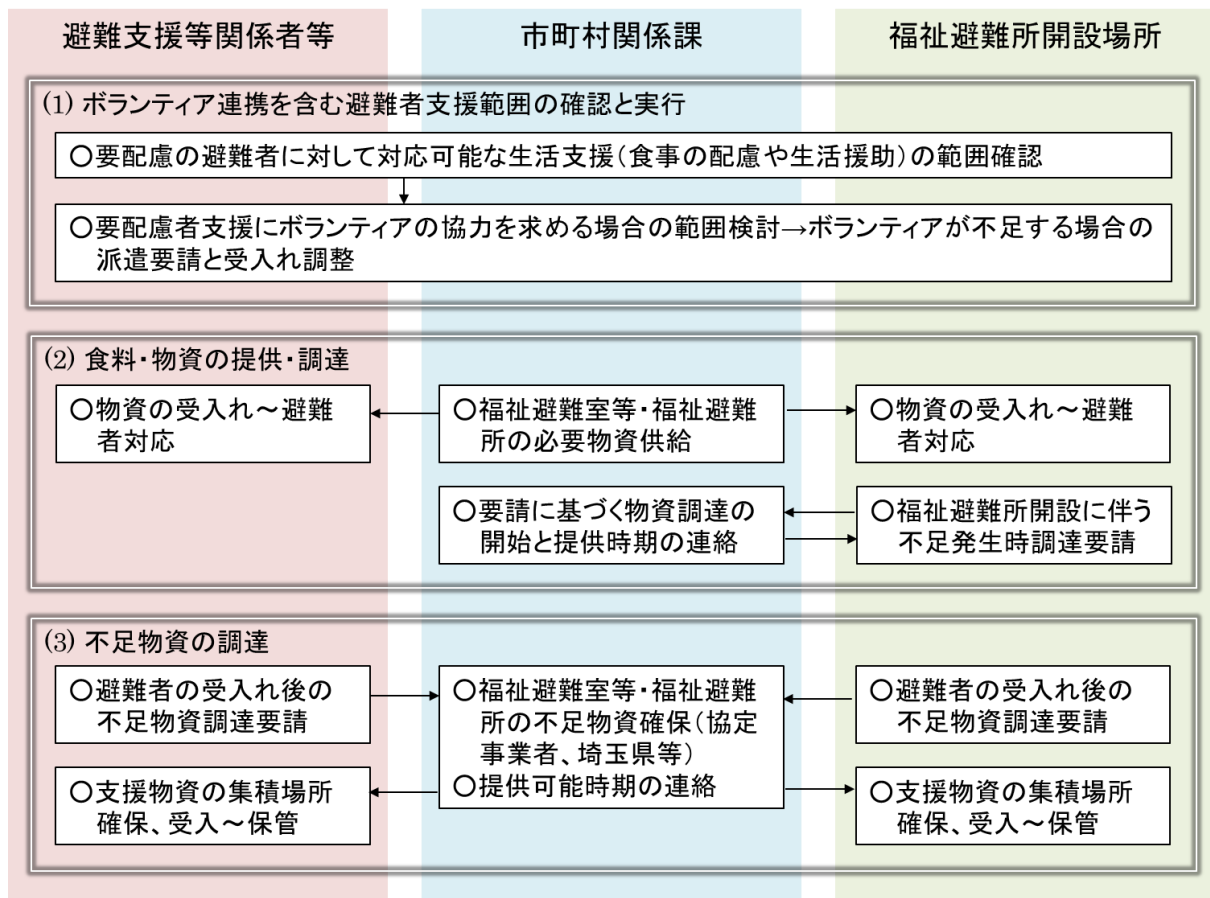 避難支援等関係者等
市町村関係課
福祉避難所開設場所
(1) ボランティア連携を含む避難者支援範囲の確認と実行
○要配慮の避難者に対して対応可能な生活支援（食事の配慮や生活援助）の範囲確認
○要配慮者支援にボランティアの協力を求める場合の範囲検討→ボランティアが不足する場合の
派遣要請と受入れ調整
(2) 食料・物資の提供・調達
○物資の受入れ～避難
者対応
○福祉避難室等・福祉避難
所の必要物資供給
○物資の受入れ～避難
者対応
○要請に基づく物資調達の
開始と提供時期の連絡
○福祉避難所開設に伴う
不足発生時調達要請
(3) 不足物資の調達
○避難者の受入れ後の
不足物資調達要請
○福祉避難室等・福祉避難
所の不足物資確保（協定
事業者、埼玉県等）
○提供可能時期の連絡
○避難者の受入れ後の
不足物資調達要請
○支援物資の集積場所
確保、受入～保管
○支援物資の集積場所
確保、受入～保管